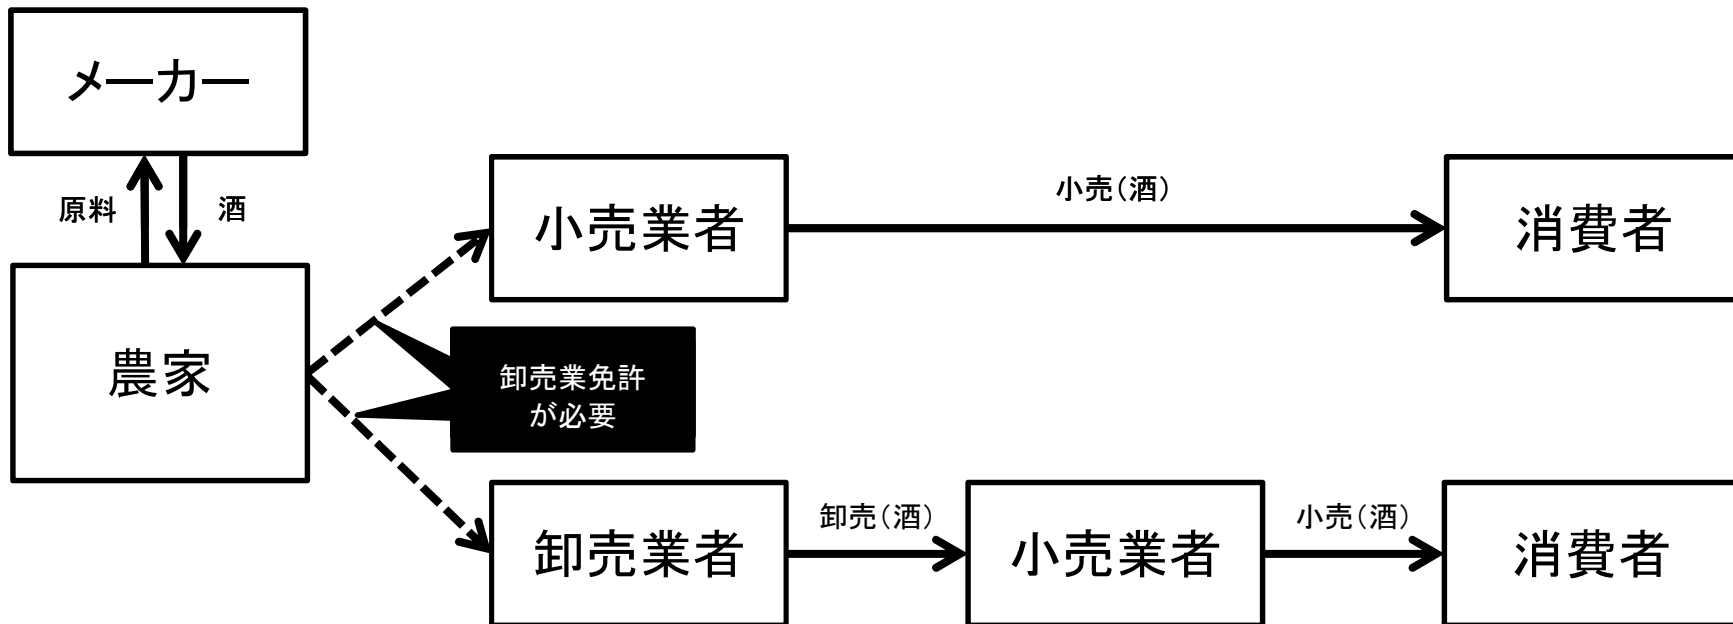 メーカー
原料
酒
小売業者
小売(酒)
消費者
農家
卸売業免許
が必要
卸売業者
卸売(酒)
小売業者
小売(酒)
消費者